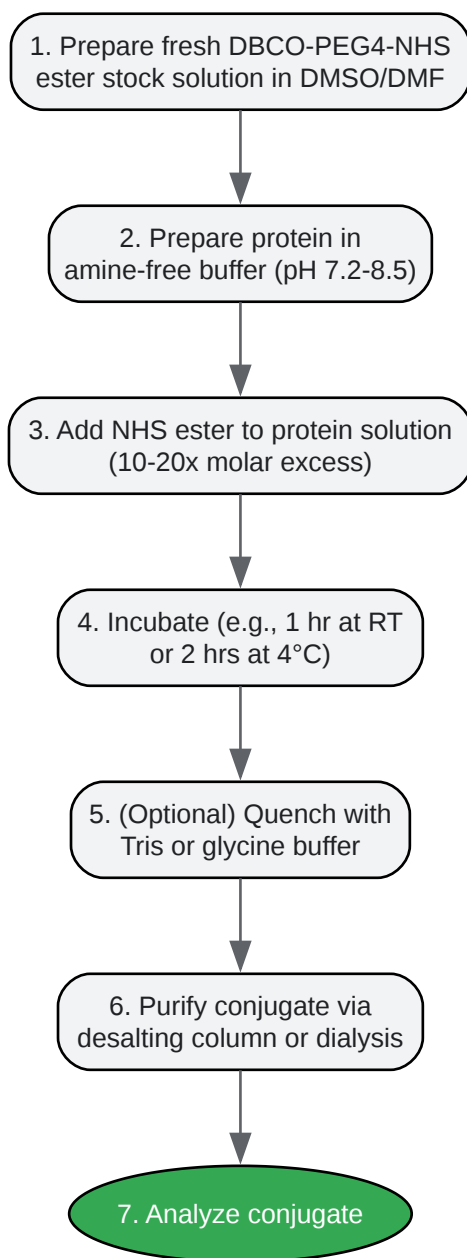 1. Prepare fresh DBCO-PEG4-NHS
ester stock solution in DMSO/DMF
2. Prepare protein in
amine-free buffer (pH 7.2-8.5)
3. Add NHS ester to protein solution
(10-20x molar excess)
4. Incubate (e.g., 1 hr at RT
or 2 hrs at 4°C)
5. (Optional) Quench with
Tris or glycine buffer
6. Purify conjugate via
desalting column or dialysis
7. Analyze conjugate